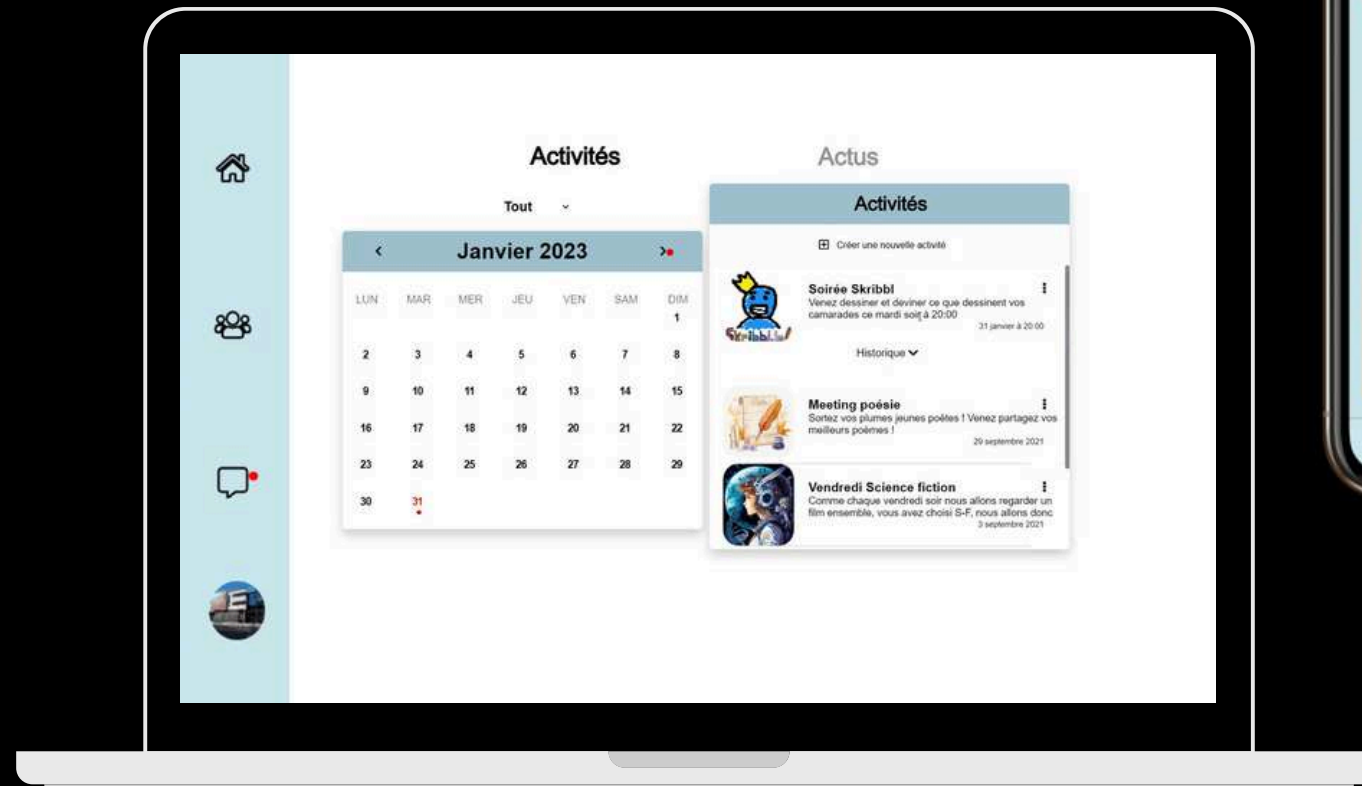 Activités
Actus
Tout
Janvier 2023
LUN MAR MER JEU VEN SAM DIM
1
2 3 4 5 6 7 8
9 10 11 12 13 14 15
16 17 18 19 20 21 22
23 24 25 26 27 28 29
30 31
Activités
Créer une nouvelle activité
Skribbl.io!
Soirée Skribbl
Venez dessiner et deviner ce que dessinent vos
camarades ce mardi soir à 20:00
31 janvier à 20:00
Historique
Meeting poésie
Sortez vos plumes jeunes poètes ! Venez partagez vos
meilleurs poèmes !
29 septembre 2021
Vendredi Science fiction
Comme chaque vendredi soir nous allons regarder un
film ensemble, vous avez choisi S-F, nous allons donc
3 septembre 2021